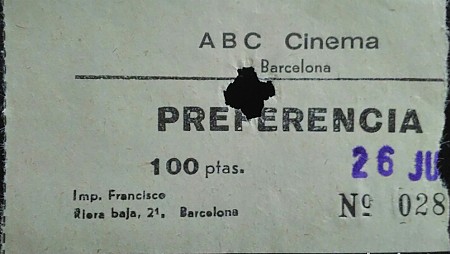 ABC Cinema
Barcelona
PREFERENCIA
100 ptas.
26 JU
Imp. Francisco
Riera baja, 21. Barcelona
Nº 028